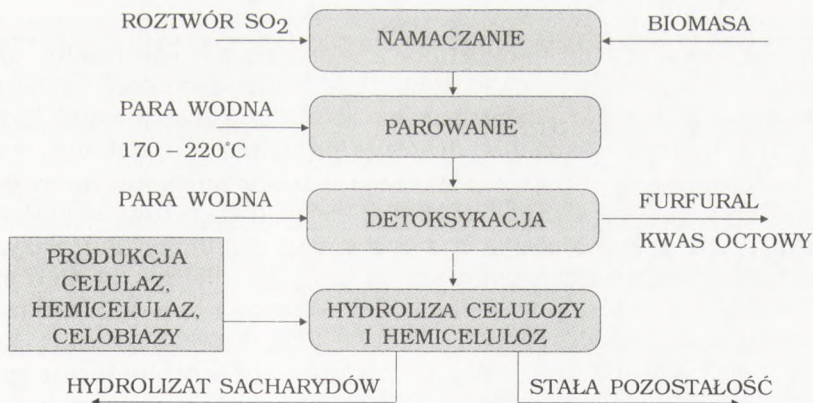 ROZTWÓR SO2
NAMACZANIE
BIOMASA
PARA WODNA
170 – 220°C
PAROWANIE
PARA WODNA
DETOKSYKACJA
FURFURAL
KWAS OCTOWY
PRODUKCJA
CELULAZ,
HEMICELULAZ,
CELOBIAZY
HYDROLIZA CELULOZY
I HEMICELULOZ
HYDROLIZAT SACHARYDÓW
STAŁA POZOSTAŁOŚĆ